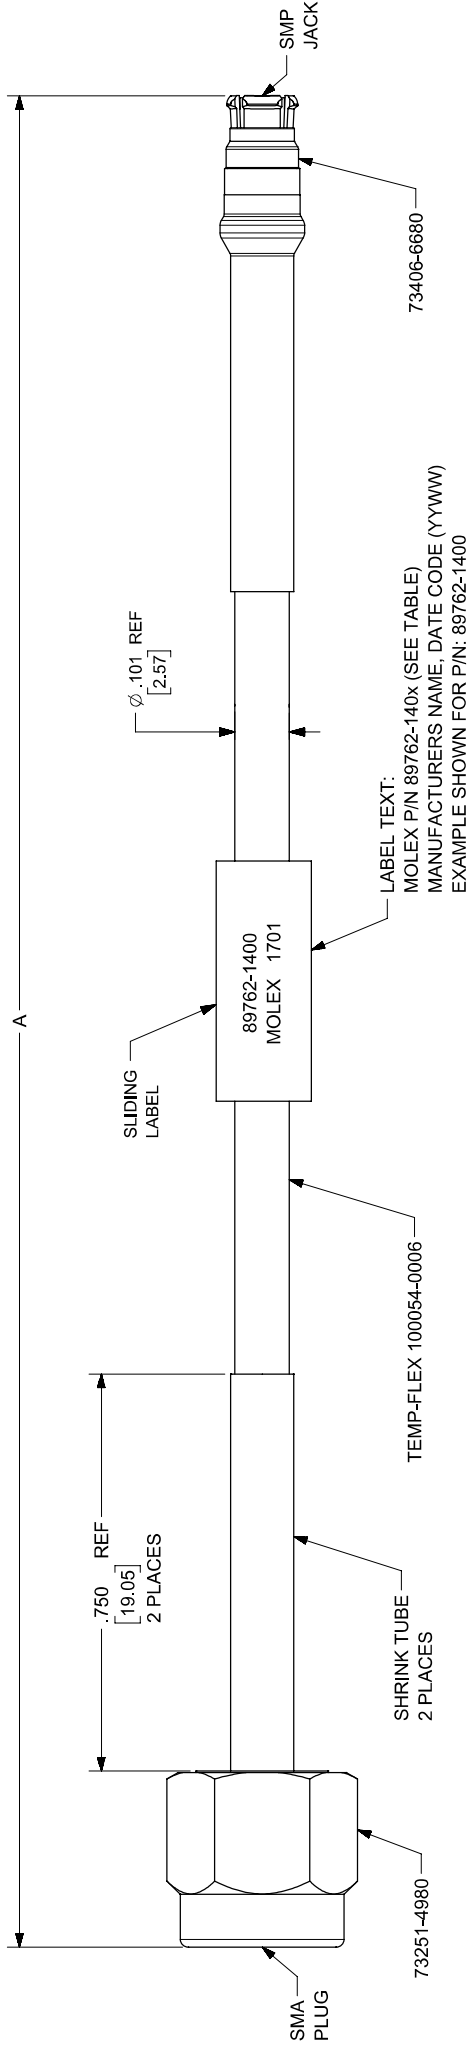 A
.750 REF
[19.05]
2 PLACES
SLIDING
LABEL
Ø .101 REF
[2.57]
SMA
PLUG
89762-1400
MOLEX 1701
SMP
JACK
73251-4980
SHRINK TUBE
2 PLACES
TEMP-FLEX 100054-0006
LABEL TEXT:
MOLEX P/N 89762-140x (SEE TABLE)
MANUFACTURERS NAME, DATE CODE (YYWW)
EXAMPLE SHOWN FOR P/N: 89762-1400
73406-6680